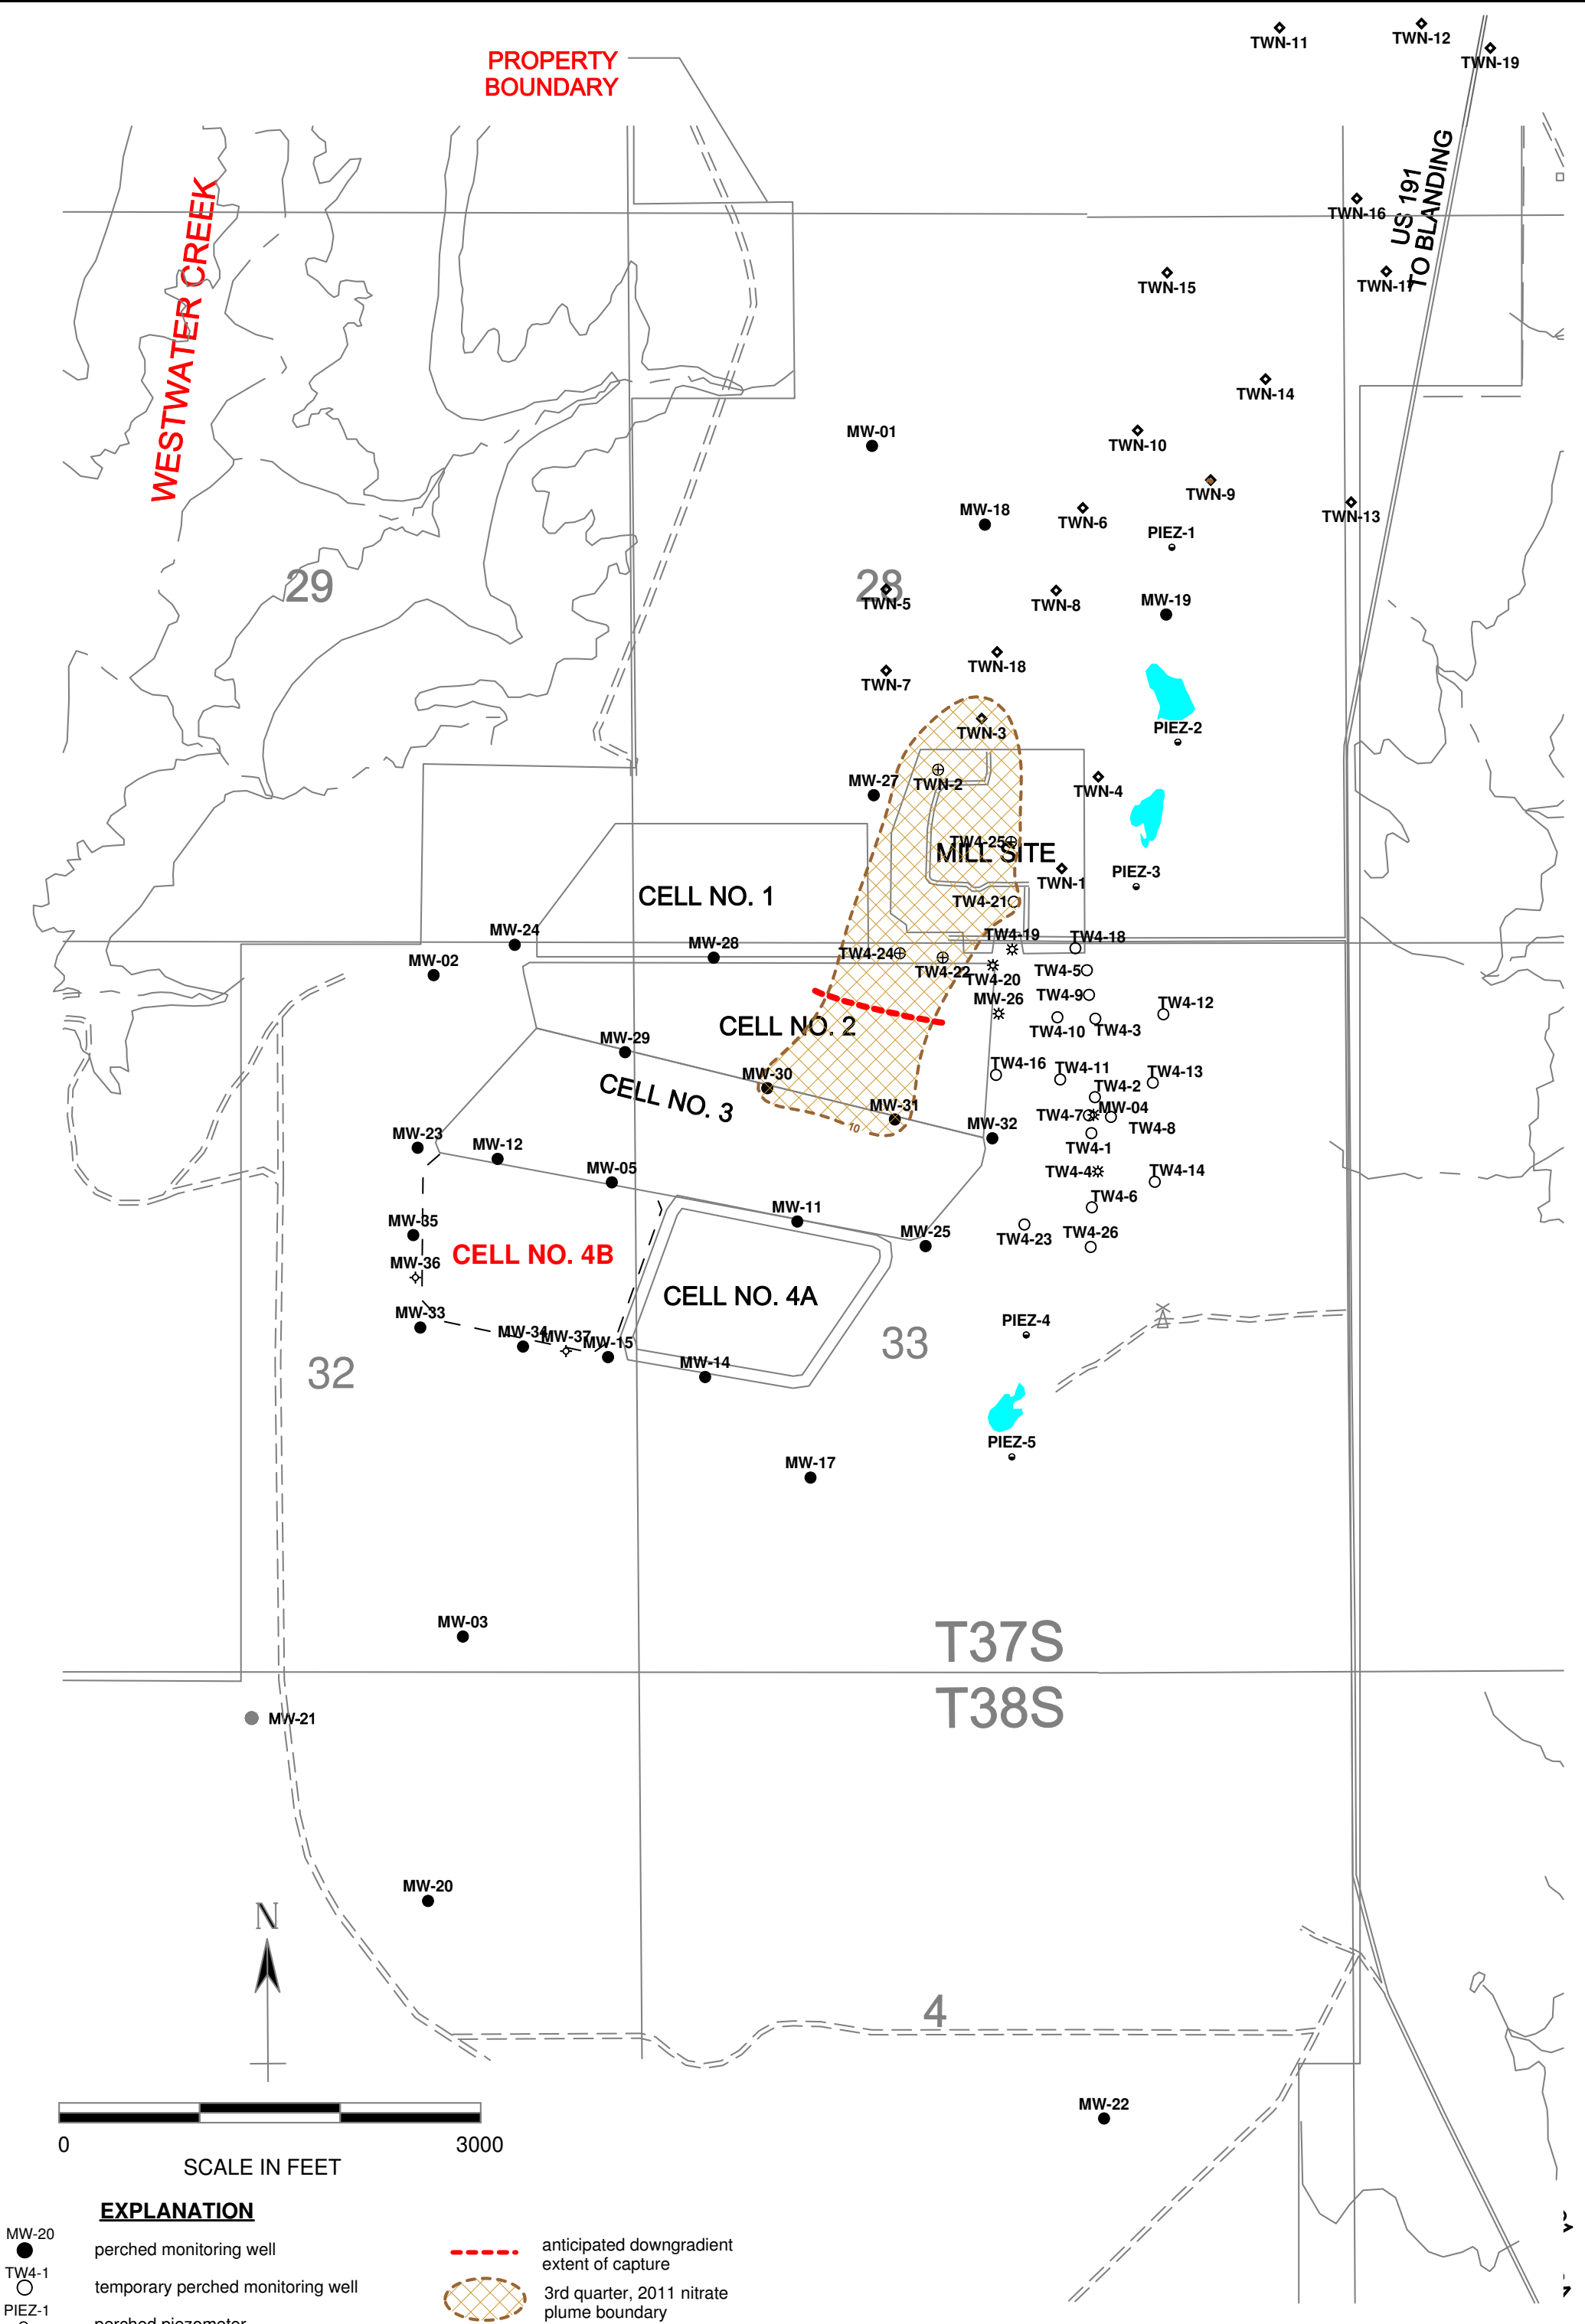 TWN-11
TWN-12
TWN-19
PROPERTY
BOUNDARY
US 191
TO BLANDING
WESTWATER CREEK
TWN-16
TWN-15
TWN-17
TWN-14
MW-01
TWN-10
TWN-9
MW-18
TWN-6
TWN-13
PIEZ-1
29
28
TWN-5
TWN-8
MW-19
TWN-18
TWN-7
TWN-3
PIEZ-2
MW-27
TWN-2
TWN-4
TW4-25
MILL SITE
PIEZ-3
TWN-1
CELL NO. 1
TW4-21
MW-24
MW-28
TW4-19
TW4-18
MW-02
TW4-24
TW4-22
TW4-20
TW4-5
MW-26
TW4-9
TW4-12
CELL NO. 2
TW4-10
TW4-3
MW-29
TW4-16
TW4-11
TW4-13
MW-30
CELL NO. 3
TW4-2
MW-31
TW4-7
MW-04
10
MW-32
TW4-8
MW-23
MW-12
TW4-1
MW-05
TW4-4
TW4-14
TW4-6
MW-11
MW-35
MW-25
TW4-23
TW4-26
CELL NO. 4B
MW-36
CELL NO. 4A
MW-33
PIEZ-4
MW-34
MW-37
MW-15
33
MW-14
32
PIEZ-5
MW-17
MW-03
T37S
T38S
MW-21
MW-20
N
4
MW-22
0
3000
SCALE IN FEET
EXPLANATION
MW-20
perched monitoring well
TW4-1
temporary perched monitoring well
PIEZ-1
perched piezometer
anticipated downgradient
extent of capture
3rd quarter, 2011 nitrate
plume boundary